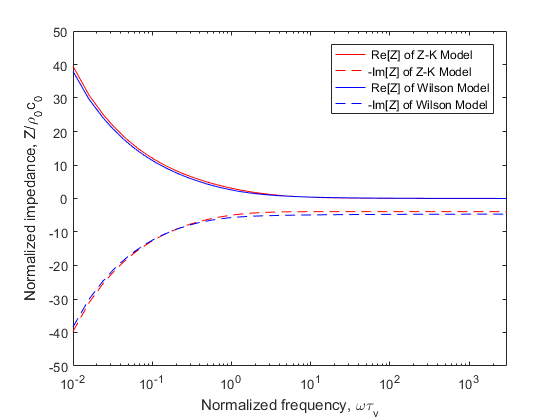 50
40
30
20
10
0
-10
-20
-30
-40
-50
Normalized impedance, Z/ρ₀c₀
Re[Z] of Z-K Model
-Im[Z] of Z-K Model
Re[Z] of Wilson Model
-Im[Z] of Wilson Model
10⁻² 10⁻¹ 10⁰ 10¹ 10² 10³
Normalized frequency, ωτᵥ